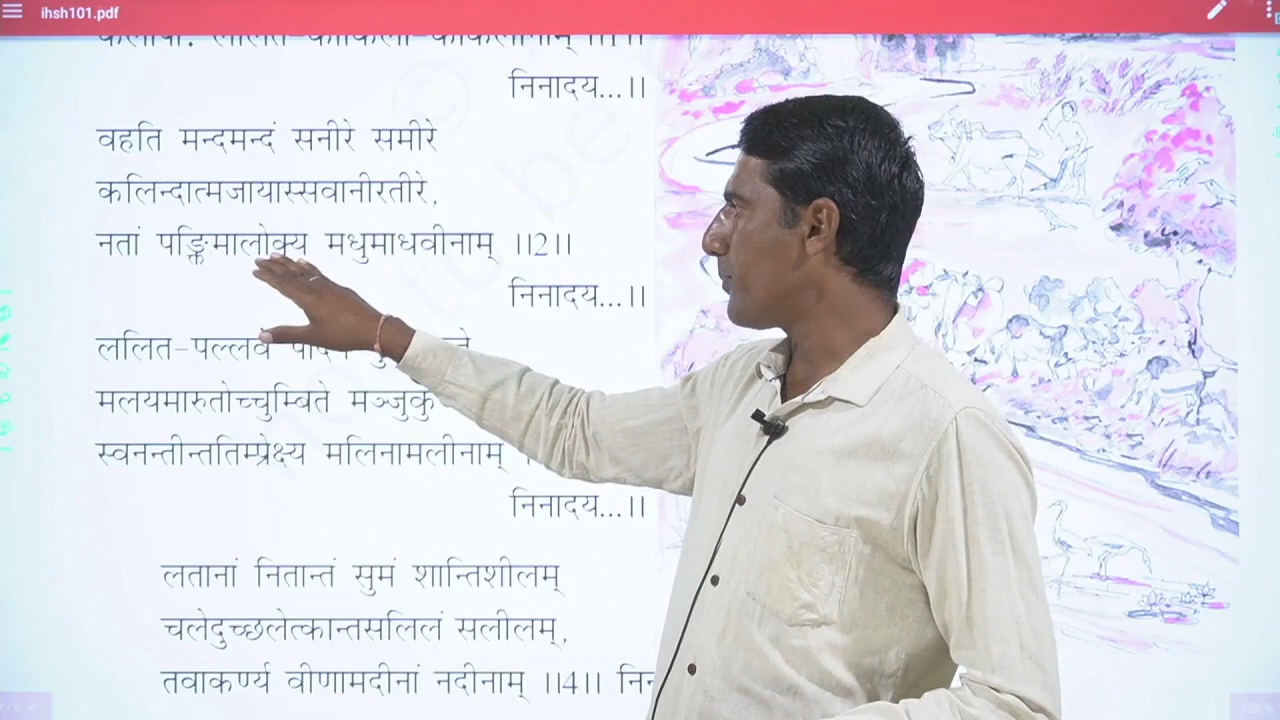 ihsh101.pdf
निनादय...।।
वहति मन्दमन्दं सनीरे समीरे
कलिन्दात्मजायास्सवानीरतीरे,
नतां पङ्क्तिमालोक्य मधुमाधवीनाम् ।।2।।
निनादय...।।
ललित-पल्लवे
मलयमारुतोच्चुम्बिते मञ्जुकु
स्वनन्तीन्ततिम्प्रेक्ष्य मलिनामलीनाम्
निनादय...।।
लतानां नितान्तं सुमं शान्तिशीलम्
चलेदुच्छलेत्कान्तसलिलं सलीलम्,
तवाकर्ण्य वीणामदीनां नदीनाम् ।।4।। निन